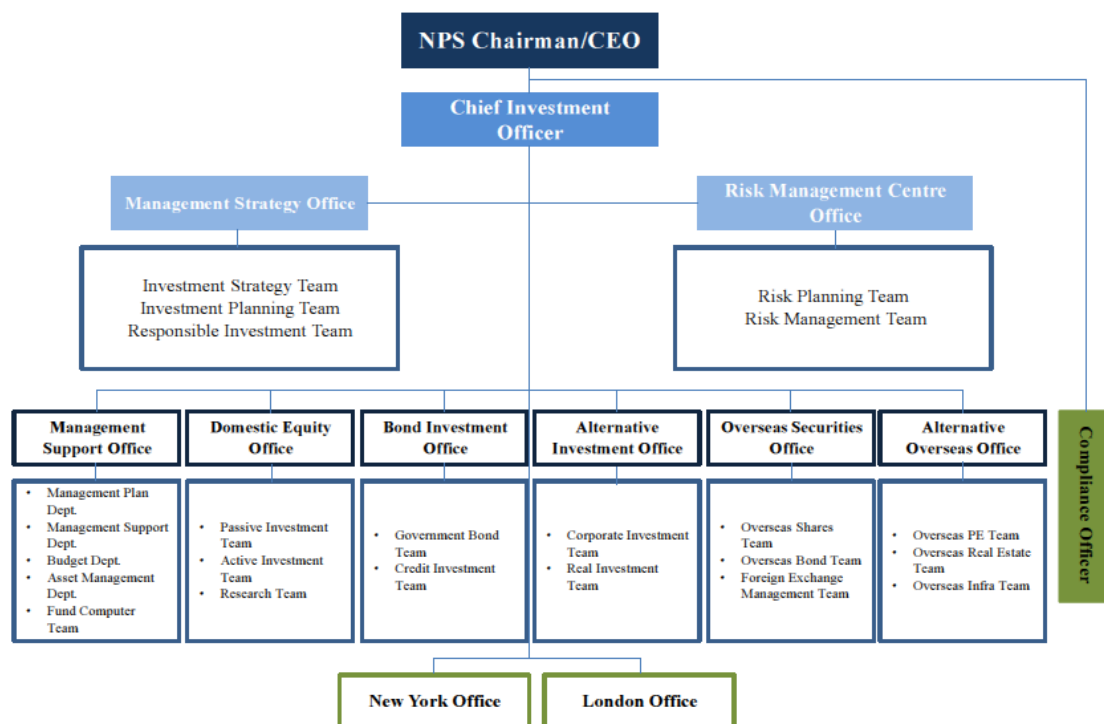 NPS Chairman/CEO
Chief Investment
Officer
Management Strategy Office
Risk Management Centre
Office
Investment Strategy Team
Investment Planning Team
Responsible Investment Team
Risk Planning Team
Risk Management Team
Management
Support Office
Domestic Equity
Office
Bond Investment
Office
Alternative
Investment Office
Overseas Securities
Office
Alternative
Overseas Office
Compliance Officer
• Management Plan
Dept.
• Management Support
Dept.
• Budget Dept.
• Asset Management
Dept.
• Fund Computer
Team
• Passive Investment
Team
• Active Investment
Team
• Research Team
• Government Bond
Team
• Credit Investment
Team
• Corporate Investment
Team
• Real Investment
Team
• Overseas Shares
Team
• Overseas Bond Team
• Foreign Exchange
Management Team
• Overseas PE Team
• Overseas Real Estate
Team
• Overseas Infra Team
New York Office
London Office